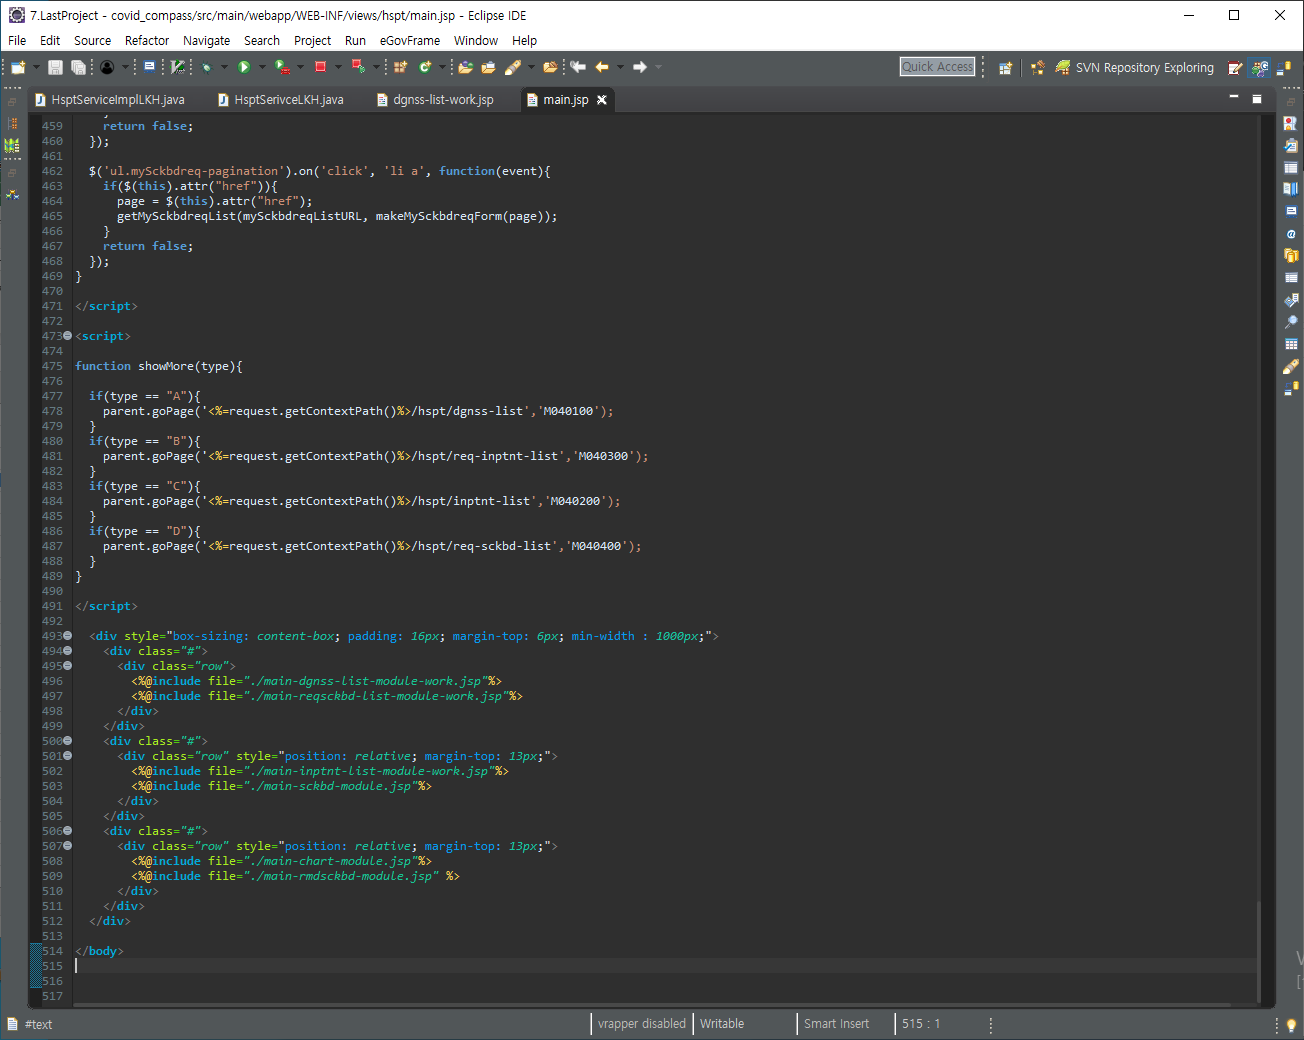 7.LastProject - covid_compass/src/main/webapp/WEB-INF/views/hspt/main.jsp - Eclipse IDE
File Edit Source Refactor Navigate Search Project Run eGovFrame Window Help
Quick Access
SVN Repository Exploring
HsptServiceImplLKH.java HsptSerivceLKH.java dgnss-list-work.jsp main.jsp
459 return false;
460 });
461
462 $('ul.mySckbdreq-pagination').on('click', 'li a', function(event){
463 if($(this).attr("href")){
464 page = $(this).attr("href");
465 getMySckbdreqList(mySckbdreqListURL, makeMySckbdreqForm(page));
466 }
467 return false;
468 });
469 }
470
471 </script>
472
473 <script>
474
475 function showMore(type){
476
477 if(type == "A"){
478 parent.goPage('<%=request.getContextPath()%>/hspt/dgnss-list','M040100');
479 }
480 if(type == "B"){
481 parent.goPage('<%=request.getContextPath()%>/hspt/req-inptnt-list','M040300');
482 }
483 if(type == "C"){
484 parent.goPage('<%=request.getContextPath()%>/hspt/inptnt-list','M040200');
485 }
486 if(type == "D"){
487 parent.goPage('<%=request.getContextPath()%>/hspt/req-sckbd-list','M040400');
488 }
489 }
490
491 </script>
492
493 <div style="box-sizing: content-box; padding: 16px; margin-top: 6px; min-width : 1000px;">
494 <div class="#">
495 <div class="row">
496 <%@include file="./main-dgnss-list-module-work.jsp"%>
497 <%@include file="./main-reqsckbd-list-module-work.jsp"%>
498 </div>
499 </div>
500 <div class="#">
501 <div class="row" style="position: relative; margin-top: 13px;">
502 <%@include file="./main-inptnt-list-module-work.jsp"%>
503 <%@include file="./main-sckbd-module.jsp"%>
504 </div>
505 </div>
506 <div class="#">
507 <div class="row" style="position: relative; margin-top: 13px;">
508 <%@include file="./main-chart-module.jsp"%>
509 <%@include file="./main-rmdsckbd-module.jsp" %>
510 </div>
511 </div>
512 </div>
513
514 </body>
515
516
517
#text
vrapper disabled Writable Smart Insert 515 : 1